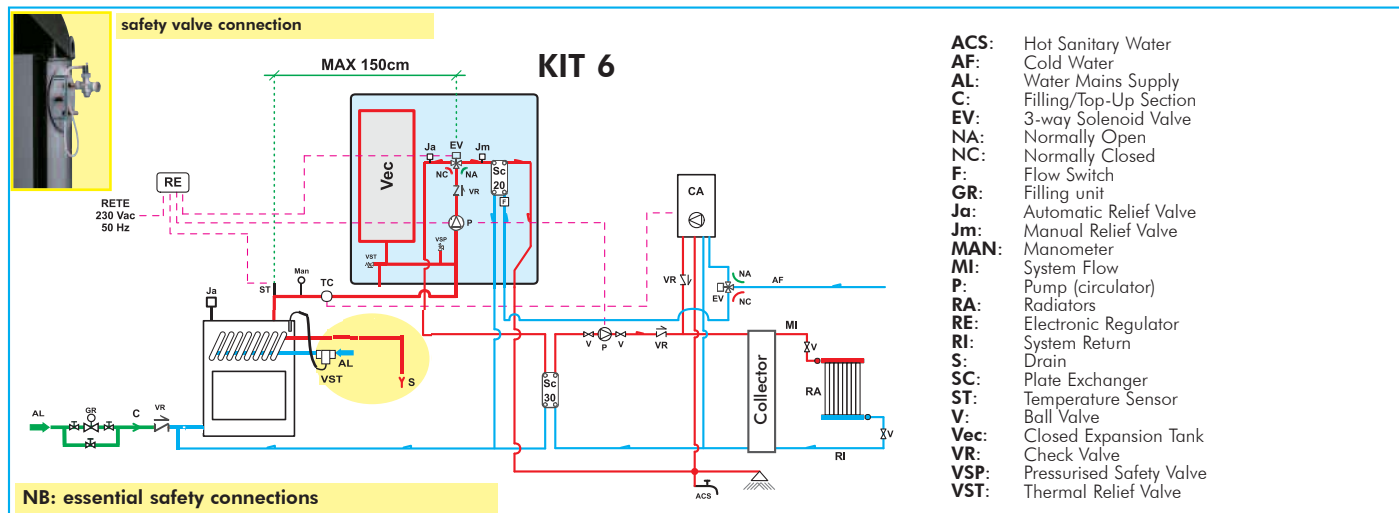 safety valve connection
KIT 6
MAX 150cm
EV
Ja
Jm
NC
NA
Vec
Sc
20
F
VR
P
VSP
VST
RE
RETE
230 Vac
50 Hz
CA
VR
NA
AF
EV
NC
Man
ST
TC
Ja
AL
VST
S
V
P
V
VR
MI
V
Collector
RA
Sc
30
AL
GR
C
VR
V
RI
ACS
NB: essential safety connections
ACS: Hot Sanitary Water
AF: Cold Water
AL: Water Mains Supply
C: Filling/Top-Up Section
EV: 3-way Solenoid Valve
NA: Normally Open
NC: Normally Closed
F: Flow Switch
GR: Filling unit
Ja: Automatic Relief Valve
Jm: Manual Relief Valve
MAN: Manometer
MI: System Flow
P: Pump (circulator)
RA: Radiators
RE: Electronic Regulator
RI: System Return
S: Drain
SC: Plate Exchanger
ST: Temperature Sensor
V: Ball Valve
Vec: Closed Expansion Tank
VR: Check Valve
VSP: Pressurised Safety Valve
VST: Thermal Relief Valve